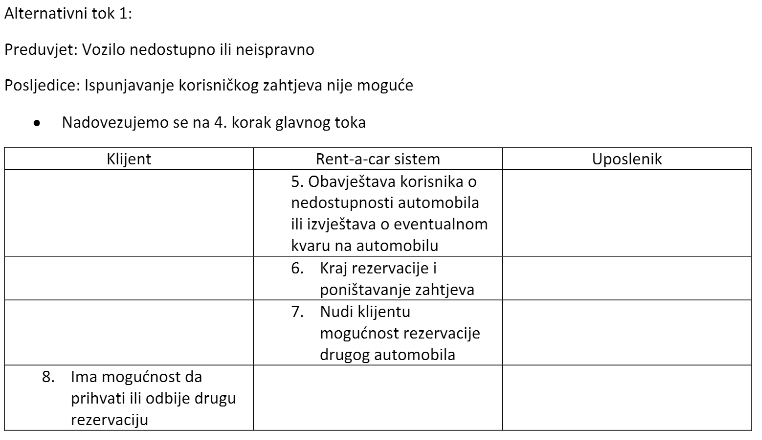 Alternativni tok 1:
Preduvjet: Vozilo nedostupno ili neispravno
Posljedice: Ispunjavanje korisničkog zahtjeva nije moguće
• Nadovezujemo se na 4. korak glavnog toka
Klijent Rent-a-car sistem Uposlenik
5. Obavještava korisnika o
nedostupnosti automobila
ili izvještava o eventualnom
kvaru na automobilu
6. Kraj rezervacije i
poništavanje zahtjeva
7. Nudi klijentu
mogućnost rezervacije
drugog automobila
8. Ima mogućnost da
prihvati ili odbije drugu
rezervaciju